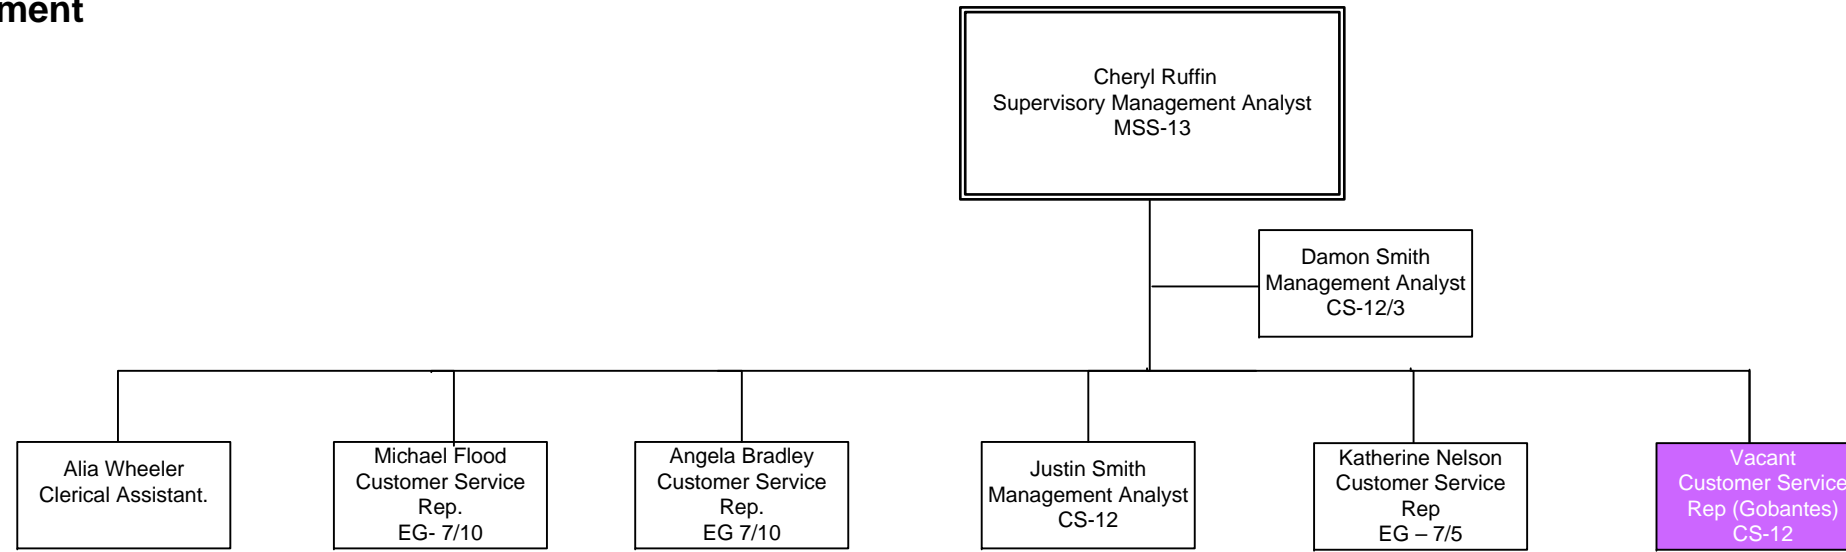 ment
Cheryl Ruffin
Supervisory Management Analyst
MSS-13
Damon Smith
Management Analyst
CS-12/3
Alia Wheeler
Clerical Assistant.
Michael Flood
Customer Service
Rep.
EG- 7/10
Angela Bradley
Customer Service
Rep.
EG 7/10
Justin Smith
Management Analyst
CS-12
Katherine Nelson
Customer Service
Rep
EG – 7/5
Vacant
Customer Service
Rep (Gobantes)
CS-12